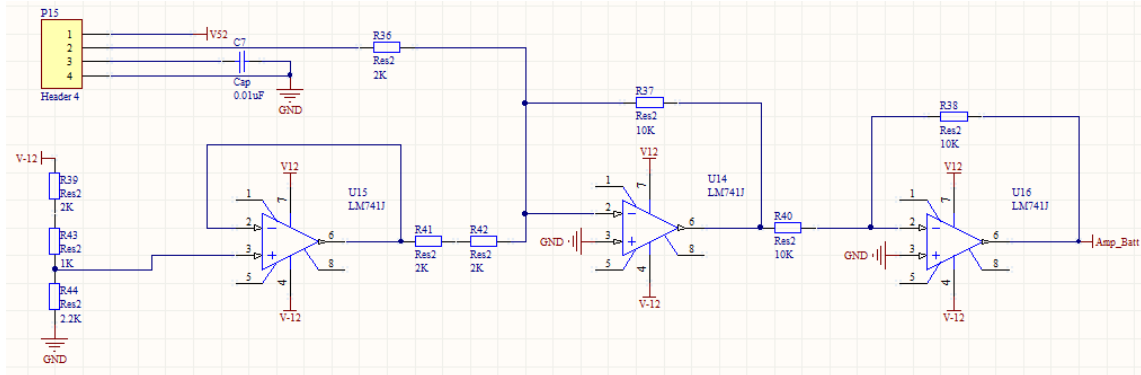 P15
1
2
3
4
Header 4
V52
C7
Cap
0.01uF
GND
R36
Res2
2K
V-12
R39
Res2
2K
R43
Res2
1K
R44
Res2
2.2K
GND
V12
U15
LM741J
1
2
3
5
7
6
8
4
V-12
R41
Res2
2K
R42
Res2
2K
R37
Res2
10K
V12
U14
LM741J
GND
1
2
3
5
7
6
8
4
V-12
R40
Res2
10K
R38
Res2
10K
V12
U16
LM741J
GND
1
2
3
5
7
6
8
4
V-12
Amp_Batt